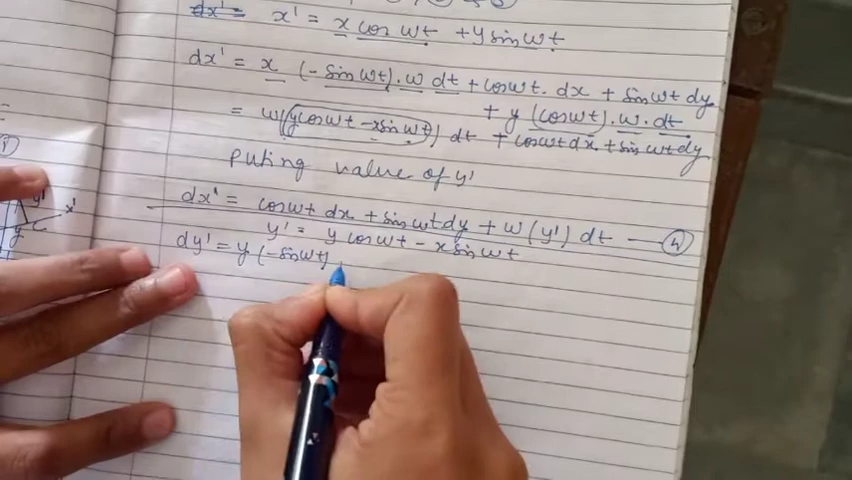 dx' = x' = x cos ωt + y sin ωt
dx' = x (-sin ωt). ω dt + cos ωt. dx + sin ωt dy
+ y (cos ωt). ω. dt
= ω(y cos ωt - x sin ωt) dt + cos ωt dx + sin ωt dy
Puting value of y'
dx' = cos ωt dx + sin ωt dy + ω (y') dt — 4
y' = y cos ωt - x sin ωt
dy' = y (-sin ωt)
y'
x'
y